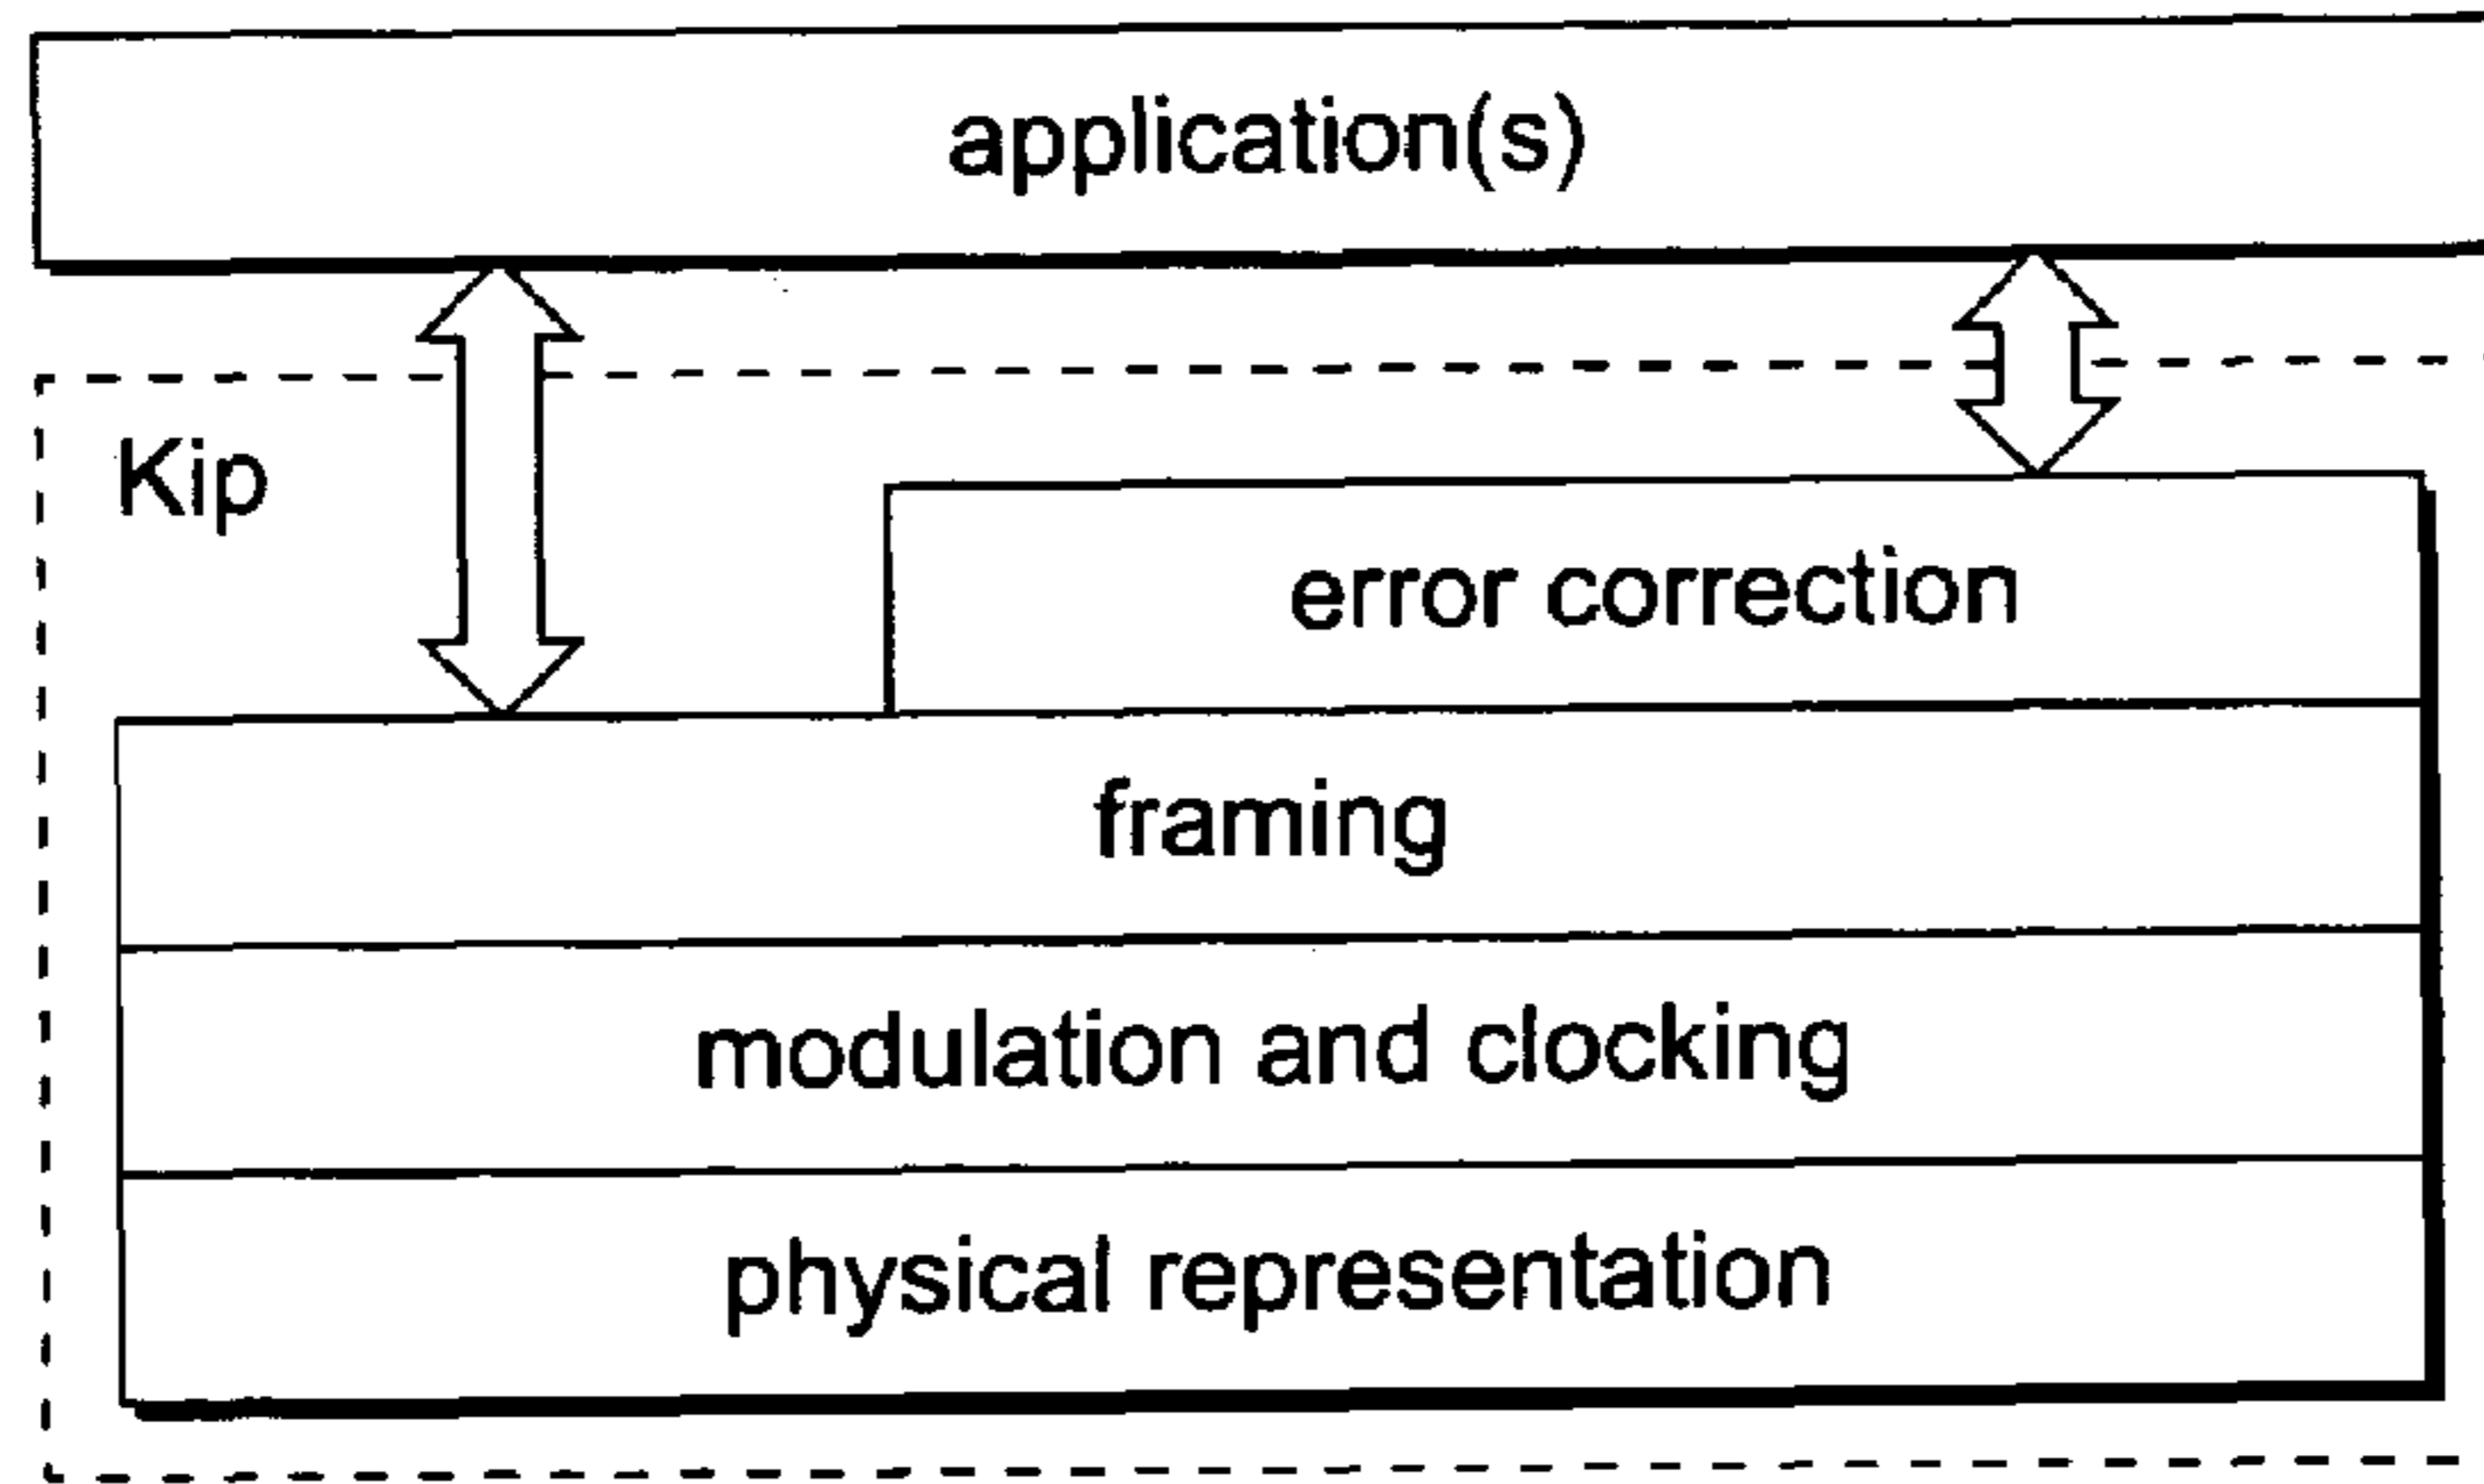 application(s)
Kip
error correction
framing
modulation and clocking
physical representation